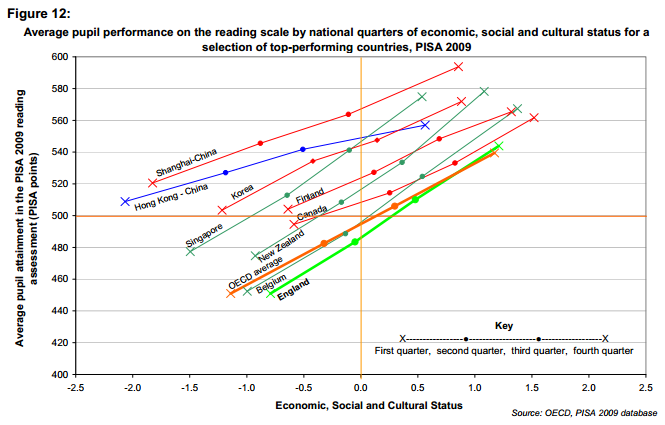 Figure 12:
Average pupil performance on the reading scale by national quarters of economic, social and cultural status for a
selection of top-performing countries, PISA 2009
Average pupil attainment in the PISA 2009 reading
assessment (PISA points)
600
580
560
540
520
500
480
460
440
420
400
Shanghai-China
Hong Kong - China
Korea
Finland
Canada
Singapore
New Zealand
OECD average
Belgium
England
Key
X----------------------●----------------------●----------------------X
First quarter, second quarter, third quarter, fourth quarter
-2.5 -2.0 -1.5 -1.0 -0.5 0.0 0.5 1.0 1.5 2.0 2.5
Economic, Social and Cultural Status
Source: OECD, PISA 2009 database